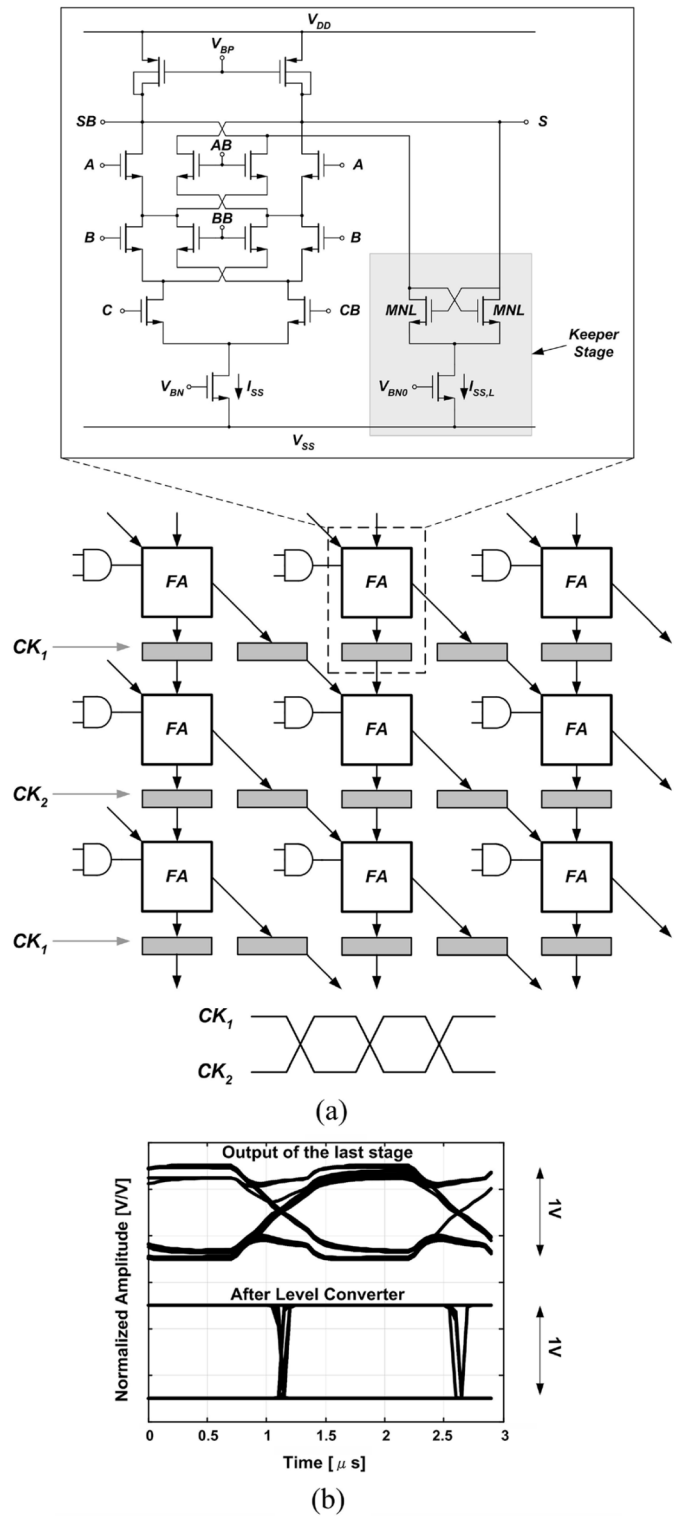 V_DD
V_BP
SB
S
AB
A
A
BB
B
B
C
CB
MNL
MNL
Keeper
Stage
V_BN
I_SS
V_BN0
I_SS,L
V_SS
FA
FA
FA
CK_1
FA
FA
FA
CK_2
FA
FA
FA
CK_1
CK_1
CK_2
(a)
Output of the last stage
1V
Normalized Amplitude [V/V]
After Level Converter
1V
0 0.5 1 1.5 2 2.5 3
Time [ μ s]
(b)